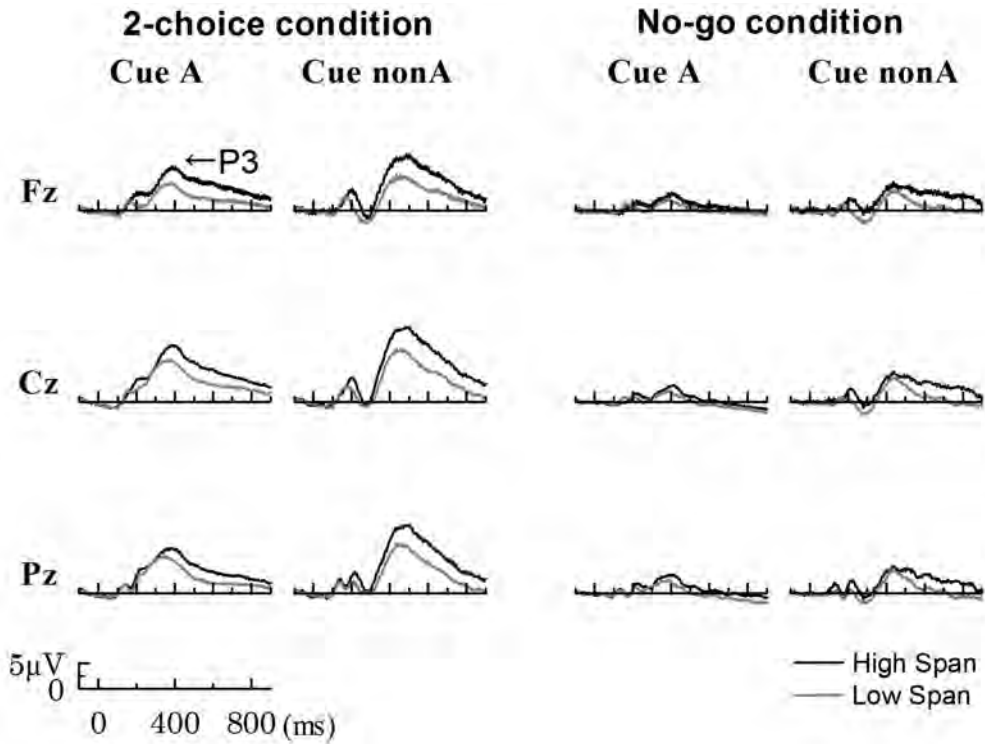 2-choice condition No-go condition
Cue A Cue nonA Cue A Cue nonA
Fz ←P3
Cz
Pz
5µV
0
0 400 800 (ms)
High Span
Low Span